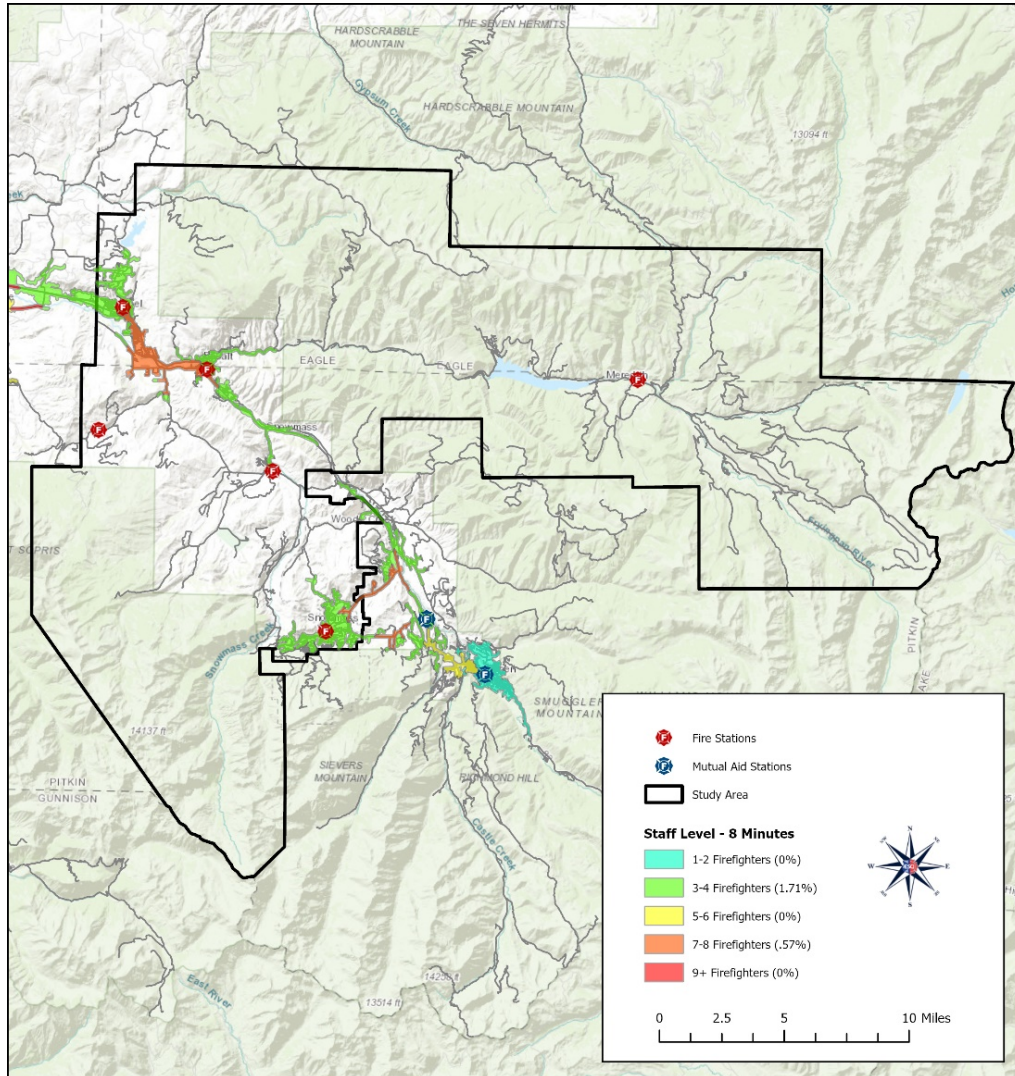 THE SEVEN HERMITS
HARDSCRABBLE
MOUNTAIN
Gypsum Creek
HARDSCRABBLE MOUNTAIN
13094 ft
EAGLE
EAGLE
Meredith
Fryingpan River
Snowmass Creek
14137 ft
PITKIN
GUNNISON
SMUGGLER
MOUNTAIN
SIEVERS
MOUNTAIN
RICHMOND HILL
Castle Creek
PITKIN
LAKE
East River
14256 ft
13514 ft
Fire Stations
Mutual Aid Stations
Study Area
Staff Level - 8 Minutes
1-2 Firefighters (0%)
3-4 Firefighters (1.71%)
5-6 Firefighters (0%)
7-8 Firefighters (.57%)
9+ Firefighters (0%)
N
W
E
S
0 2.5 5 10 Miles